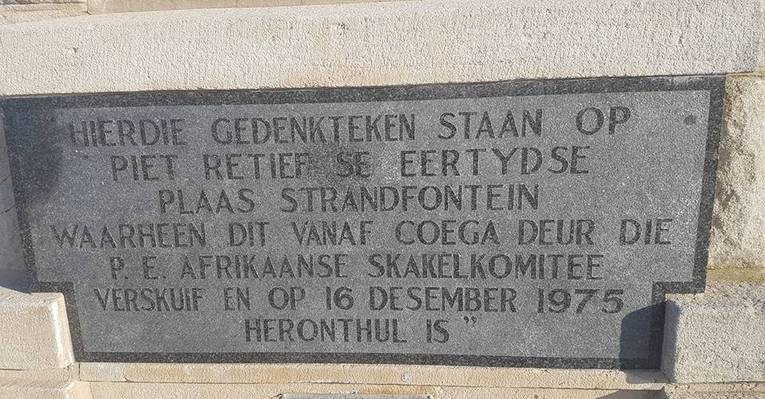 HIERDIE GEDENKTEKEN STAAN OP
PIET RETIEF SE EERTYDSE
PLAAS STRANDFONTEIN
WAARHEEN DIT VANAF COEGA DEUR DIE
P. E. AFRIKAANSE SKAKELKOMITEE
VERSKUIF EN OP 16 DESEMBER 1975
HERONTHUL IS"